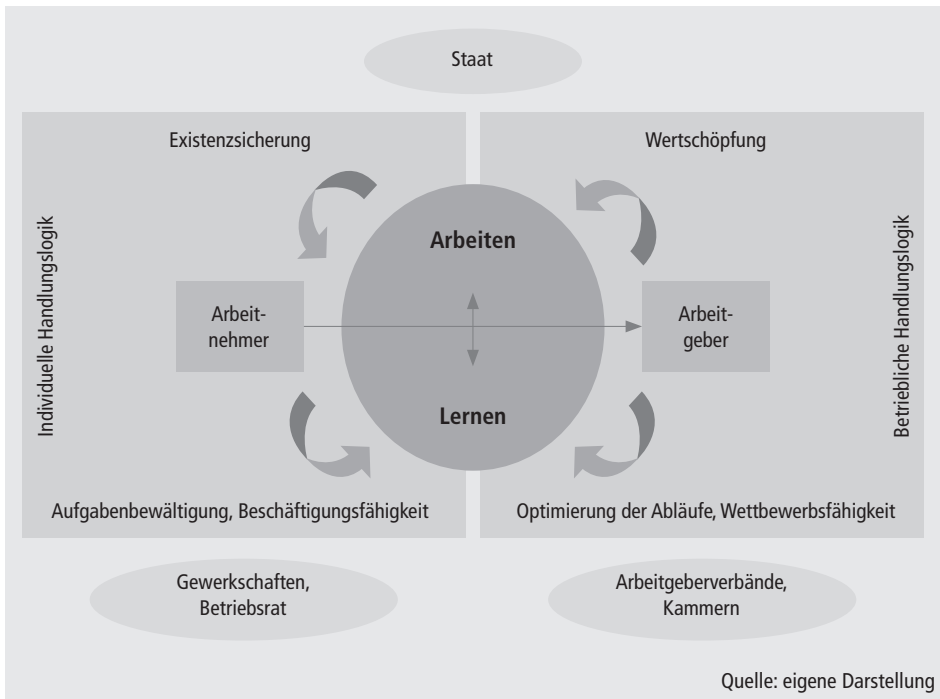 Staat
Existenzsicherung
Wertschöpfung
Individuelle Handlungslogik
Arbeiten
Arbeit-
nehmer
Arbeit-
geber
Lernen
Betriebliche Handlungslogik
Aufgabenbewältigung, Beschäftigungsfähigkeit
Optimierung der Abläufe, Wettbewerbsfähigkeit
Gewerkschaften,
Betriebsrat
Arbeitgeberverbände,
Kammern
Quelle: eigene Darstellung